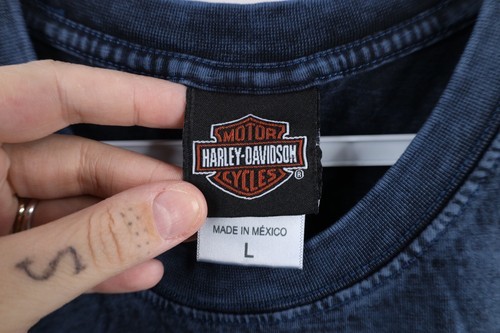 MOTOR
HARLEY-DAVIDSON
CYCLES
®
MADE IN MÉXICO
L